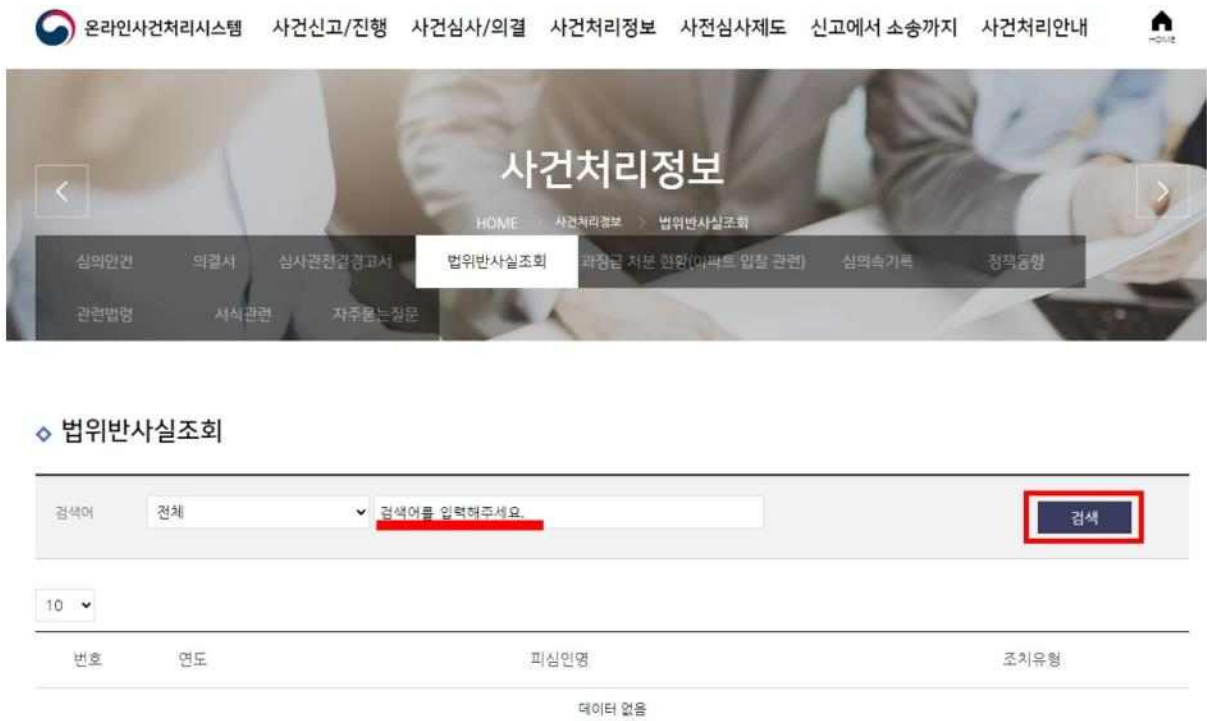 온라인사건처리시스템 사건신고/진행 사건심사/의결 사건처리정보 사전심사제도 신고에서 소송까지 사건처리안내 HOME
사건처리정보
HOME 사건처리정보 법위반사실조회
심의안건 의결서 심사관전결경고서 법위반사실조회 과징금 처분 현황(아파트 입찰 관련) 심의속기록 정책동향
관련법령 서식관련 자주묻는질문
법위반사실조회
검색어 전체 검색어를 입력해주세요. 검색
10
번호 연도 피심인명 조치유형
데이터 없음